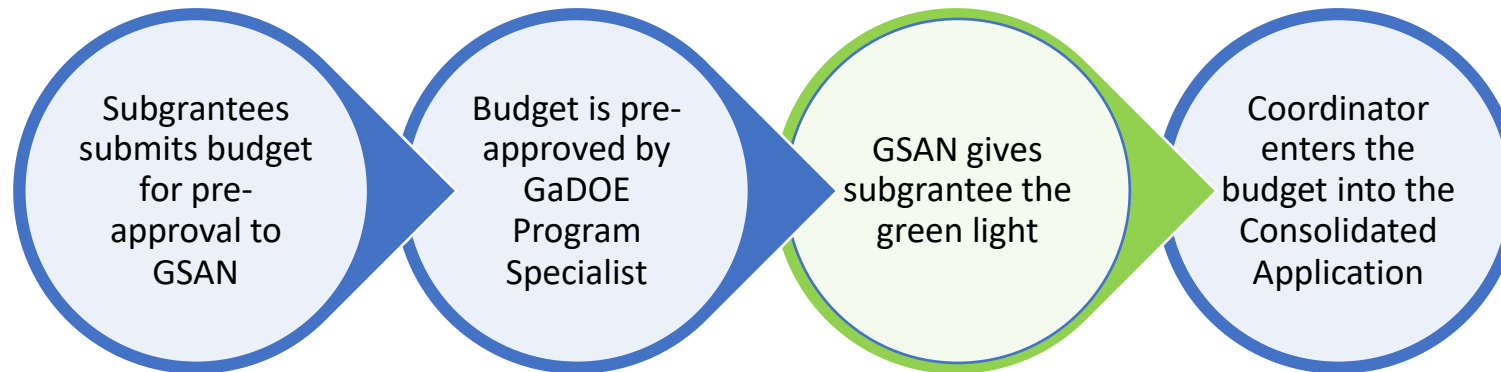 Subgrantees
submits budget
for pre-
approval to
GSAN
Budget is pre-
approved by
GaDOE
Program
Specialist
GSAN gives
subgrantee the
green light
Coordinator
enters the
budget into the
Consolidated
Application